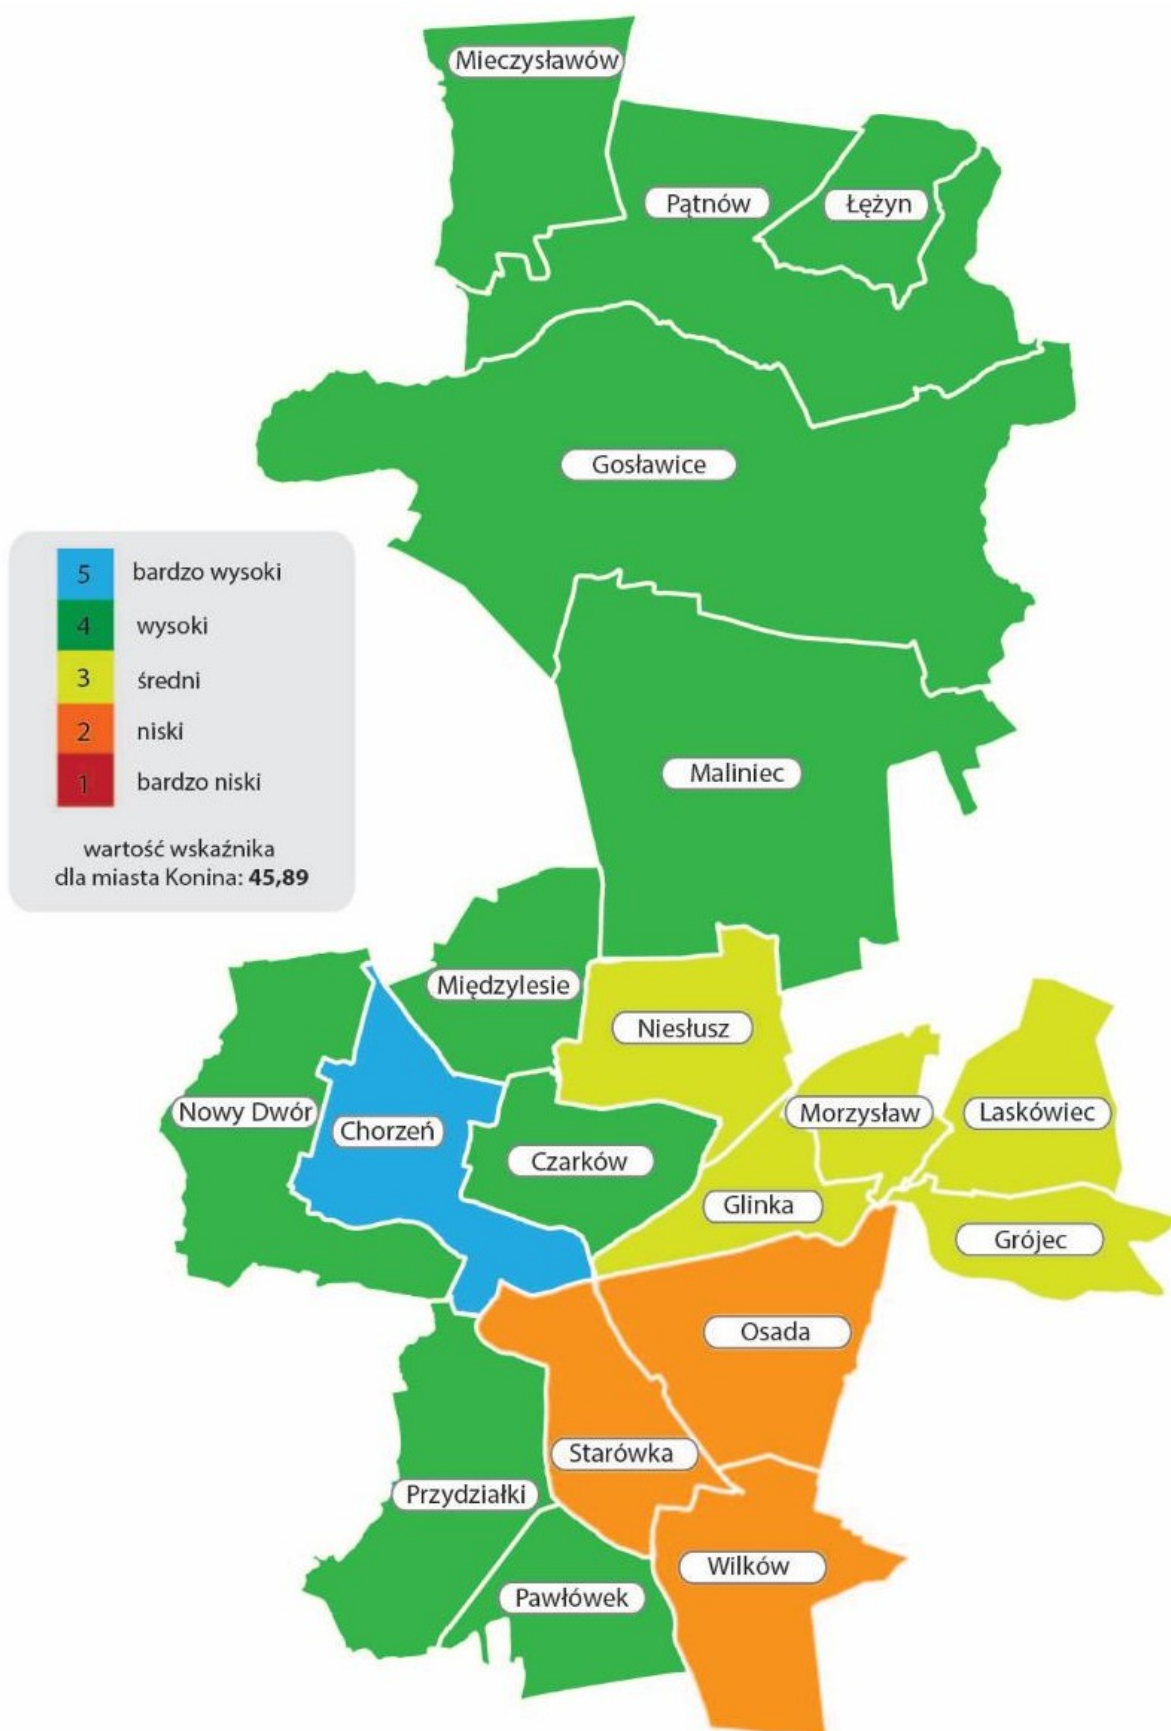 Mieczysławów
Pątnów
Łężyn
Gosławice
5 bardzo wysoki
4 wysoki
3 średni
2 niski
1 bardzo niski
wartość wskaźnika
dla miasta Konina: 45,89
Maliniec
Międzylesie
Niesłusz
Nowy Dwór
Chorzeń
Morzysław
Laskówiec
Czarków
Glinka
Grójec
Osada
Starówka
Przydziałki
Wilków
Pawłówek